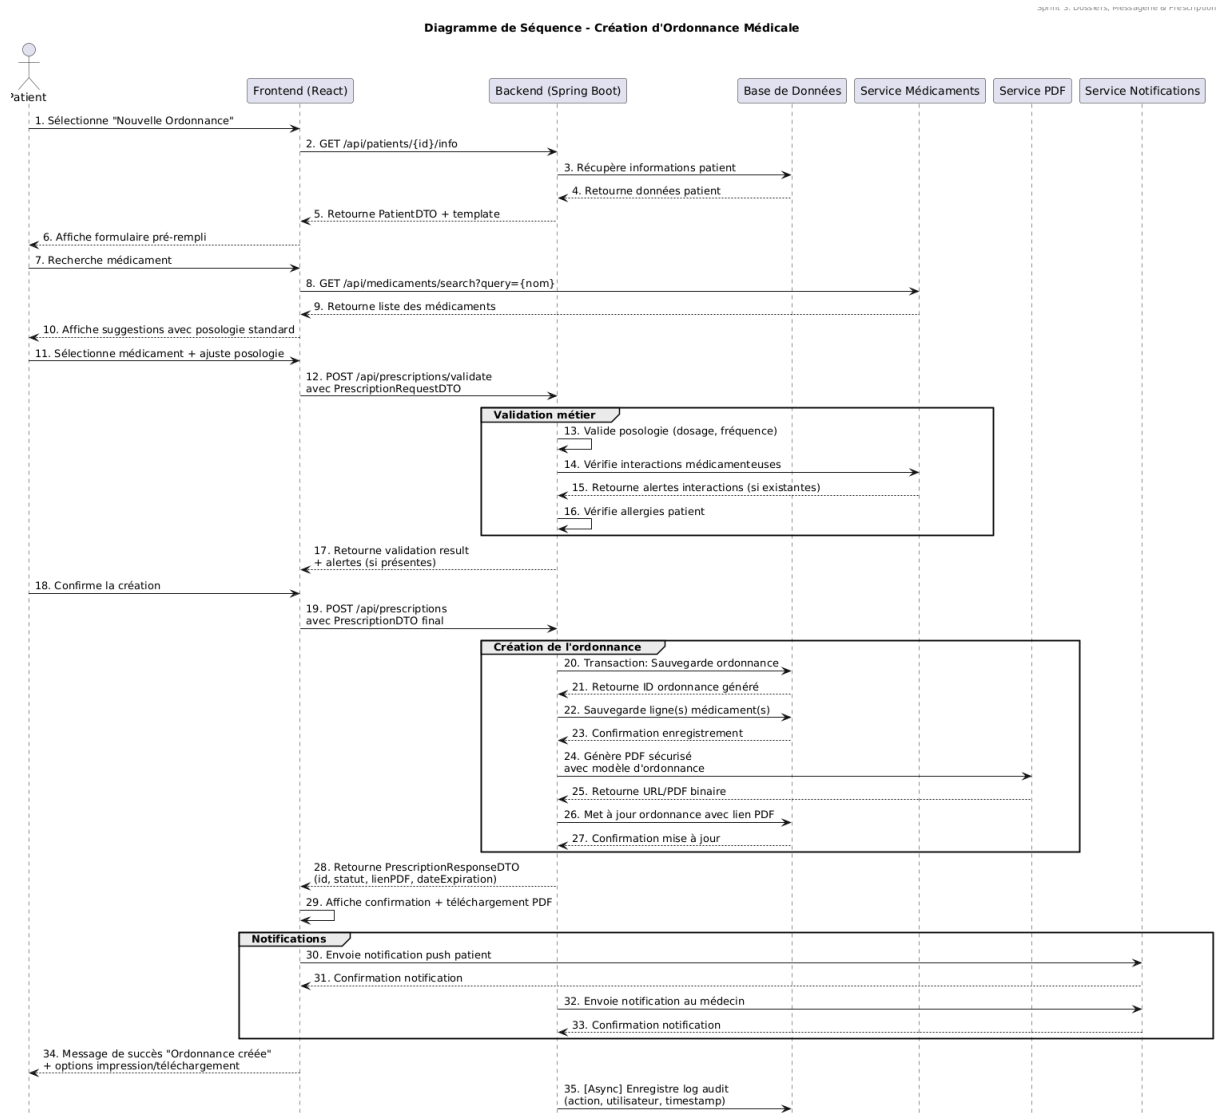 Sprint 3: Dossiers, Messagerie & Prescription
Diagramme de Séquence - Création d'Ordonnance Médicale
Patient
Frontend (React)
Backend (Spring Boot)
Base de Données
Service Médicaments
Service PDF
Service Notifications
1. Sélectionne "Nouvelle Ordonnance"
2. GET /api/patients/{id}/info
3. Récupère informations patient
4. Retourne données patient
5. Retourne PatientDTO + template
6. Affiche formulaire pré-rempli
7. Recherche médicament
8. GET /api/medicaments/search?query={nom}
9. Retourne liste des médicaments
10. Affiche suggestions avec posologie standard
11. Sélectionne médicament + ajuste posologie
12. POST /api/prescriptions/validate
avec PrescriptionRequestDTO
Validation métier
13. Valide posologie (dosage, fréquence)
14. Vérifie interactions médicamenteuses
15. Retourne alertes interactions (si existantes)
16. Vérifie allergies patient
17. Retourne validation result
+ alertes (si présentes)
18. Confirme la création
19. POST /api/prescriptions
avec PrescriptionDTO final
Création de l'ordonnance
20. Transaction: Sauvegarde ordonnance
21. Retourne ID ordonnance généré
22. Sauvegarde ligne(s) médicament(s)
23. Confirmation enregistrement
24. Génère PDF sécurisé
avec modèle d'ordonnance
25. Retourne URL/PDF binaire
26. Met à jour ordonnance avec lien PDF
27. Confirmation mise à jour
28. Retourne PrescriptionResponseDTO
(id, statut, lienPDF, dateExpiration)
29. Affiche confirmation + téléchargement PDF
Notifications
30. Envoie notification push patient
31. Confirmation notification
32. Envoie notification au médecin
33. Confirmation notification
34. Message de succès "Ordonnance créée"
+ options impression/téléchargement
35. [Async] Enregistre log audit
(action, utilisateur, timestamp)